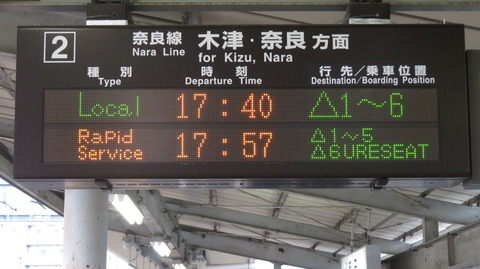 2
奈良線 木津・奈良方面
Nara Line for Kizu, Nara
種別 時刻 行先/乗車位置
Type Departure Time Destination/Boarding Position
Local 17:40 △1〜6
Rapid Service 17:57 △1〜5
△6URESEAT